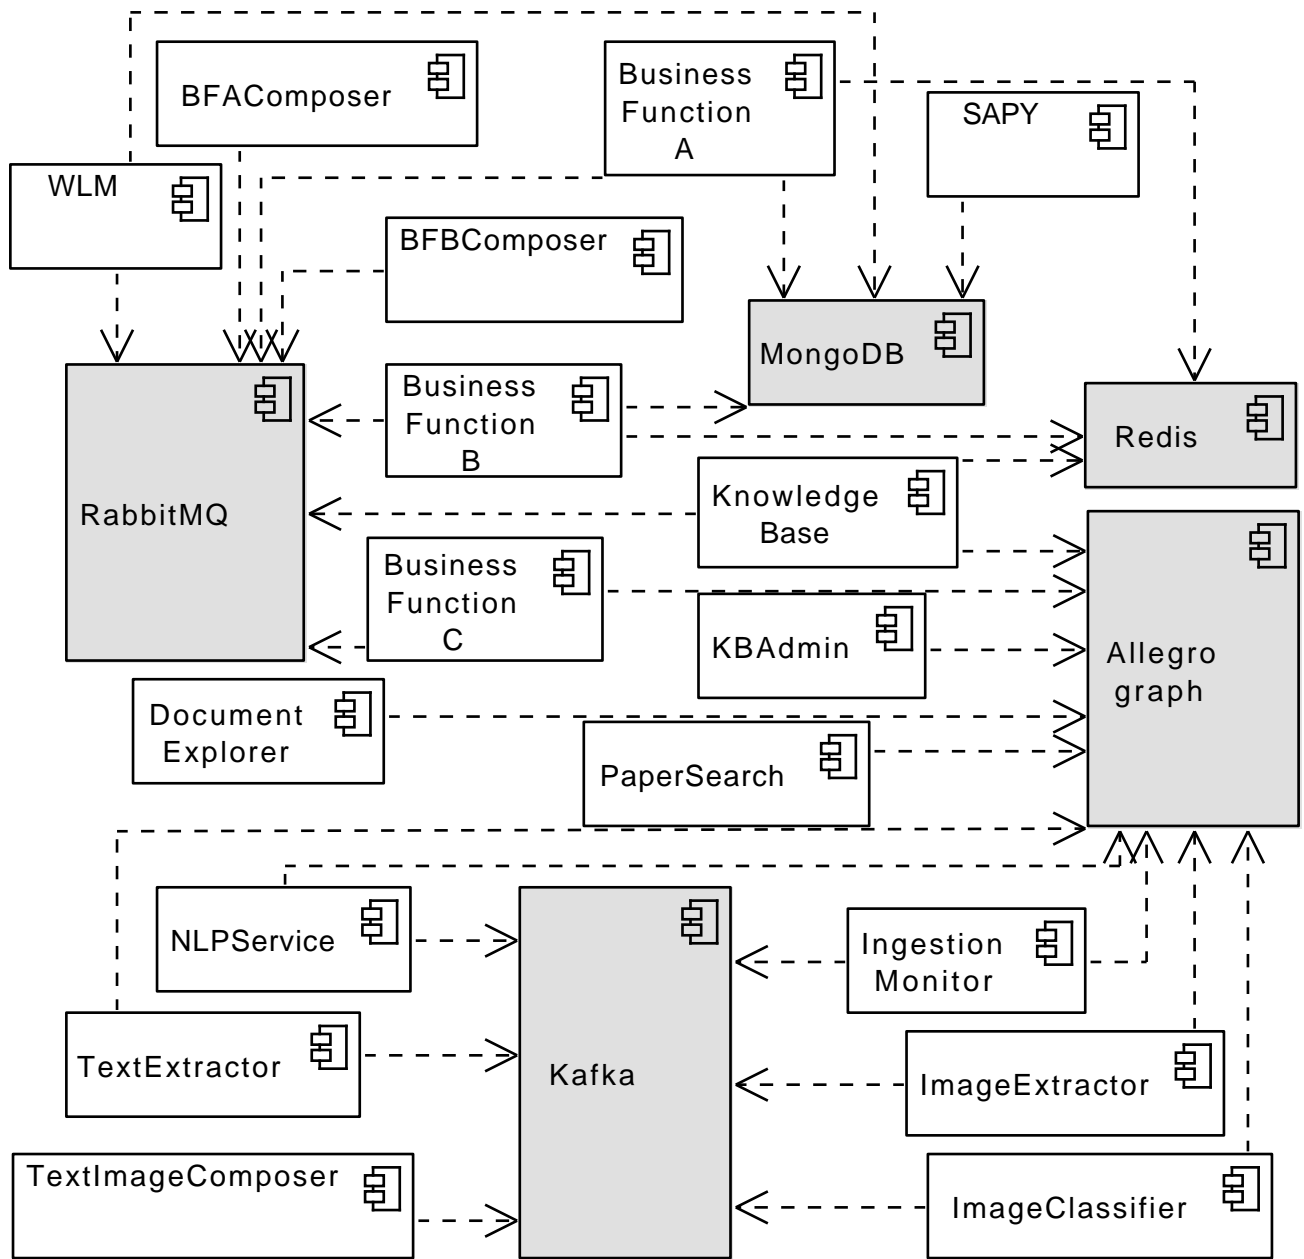 BFAComposer
Business
Function
A
SAPY
WLM
BFBComposer
MongoDB
Business
Function
B
Redis
RabbitMQ
Knowledge
Base
Business
Function
C
KBAdmin
Allegro
graph
Document
Explorer
PaperSearch
NLPService
Ingestion
Monitor
TextExtractor
Kafka
ImageExtractor
TextImageComposer
ImageClassifier